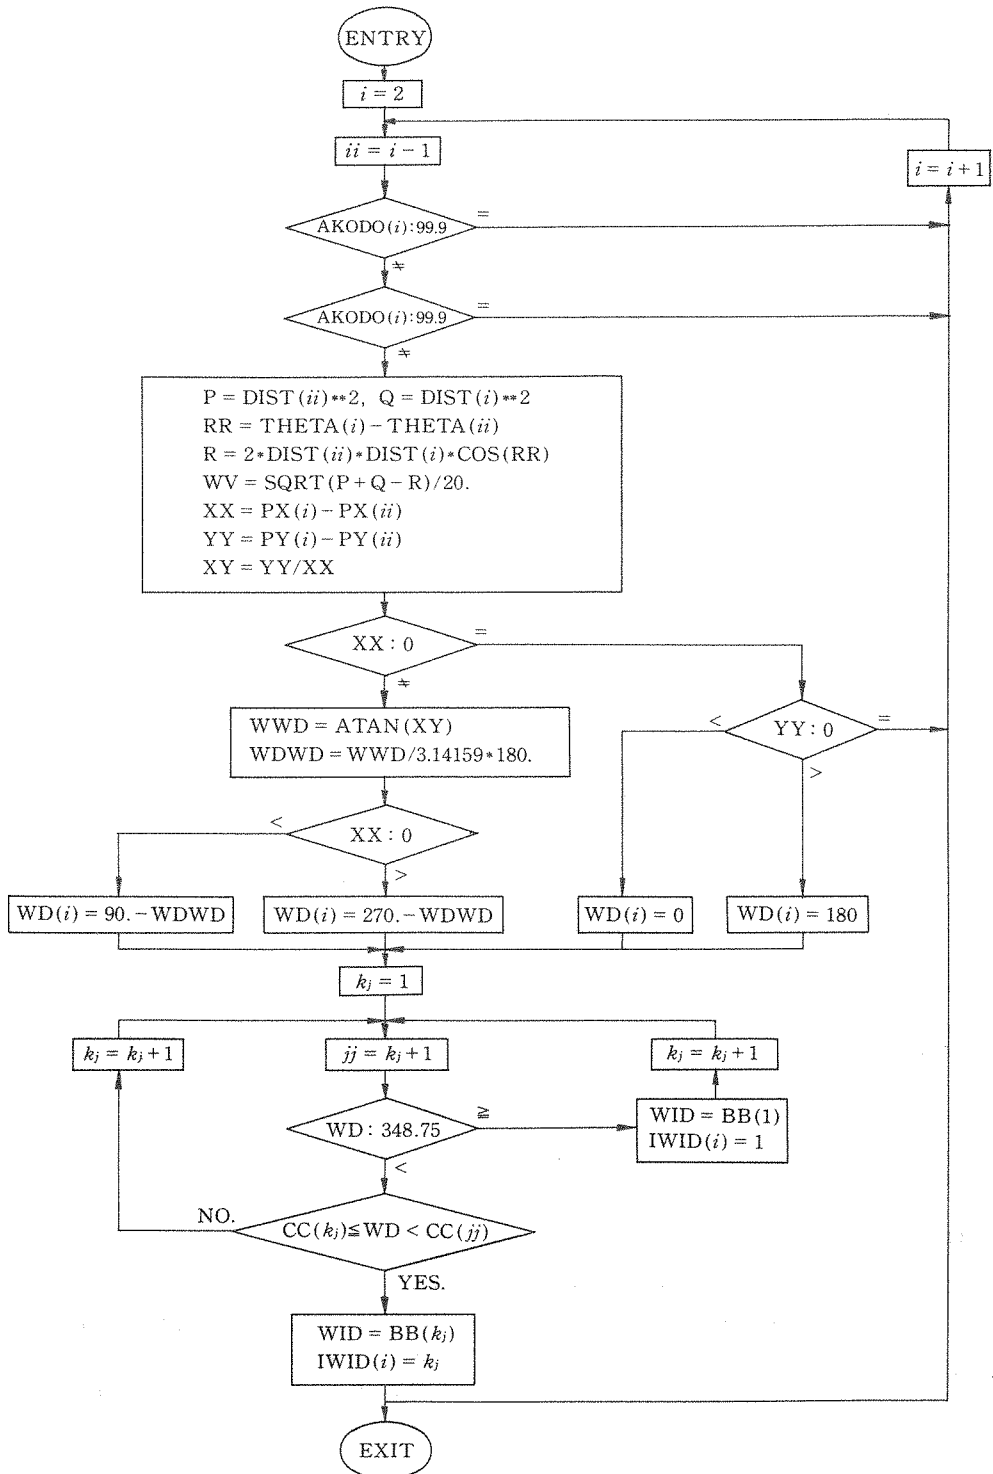 ENTRY
i = 2
ii = i − 1
i = i + 1
AKODO(i):99.9
=
≠
AKODO(i):99.9
=
≠
P = DIST(ii)**2, Q = DIST(i)**2
RR = THETA(i) − THETA(ii)
R = 2*DIST(ii)*DIST(i)*COS(RR)
WV = SQRT(P + Q − R)/20.
XX = PX(i) − PX(ii)
YY = PY(i) − PY(ii)
XY = YY/XX
XX : 0
=
≠
WWD = ATAN(XY)
WDWD = WWD/3.14159*180.
<
YY : 0
=
>
<
XX : 0
>
WD(i) = 90. − WDWD
WD(i) = 270. − WDWD
WD(i) = 0
WD(i) = 180
kj = 1
kj = kj + 1
jj = kj + 1
kj = kj + 1
WD : 348.75
≧
<
WID = BB(1)
IWID(i) = 1
NO.
CC(kj)≦WD < CC(jj)
YES.
WID = BB(kj)
IWID(i) = kj
EXIT